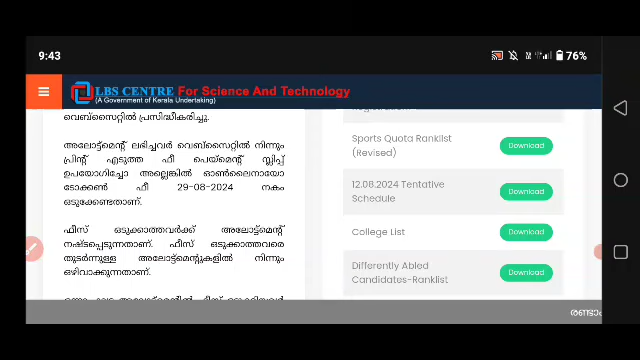 9:43
76%
LBS CENTRE For Science And Technology
(A Government of Kerala Undertaking)
വെബ്സൈറ്റിൽ പ്രസിദ്ധീകരിച്ചു.
അലോട്ട്മെന്റ് ലഭിച്ചവർ വെബ്സൈറ്റിൽ നിന്നും
പ്രിന്റ് എടുത്ത ഫീ പെയ്മെന്റ് സ്ലിപ്പ്
ഉപയോഗിച്ചോ അല്ലെങ്കിൽ ഓൺലൈനായോ
ടോക്കൺ ഫീ 29-08-2024 നകം
ഒടുക്കേണ്ടതാണ്.
ഫീസ് ഒടുക്കാത്തവർക്ക് അലോട്ട്മെന്റ്
നഷ്ടപ്പെടുന്നതാണ്. ഫീസ് ഒടുക്കാത്തവരെ
തുടർന്നുള്ള അലോട്ട്മെന്റുകളിൽ നിന്നും
ഒഴിവാക്കുന്നതാണ്.
Sports Quota Ranklist
(Revised)
Download
12.08.2024 Tentative
Schedule
Download
College List
Download
Differently Abled
Candidates-Ranklist
Download